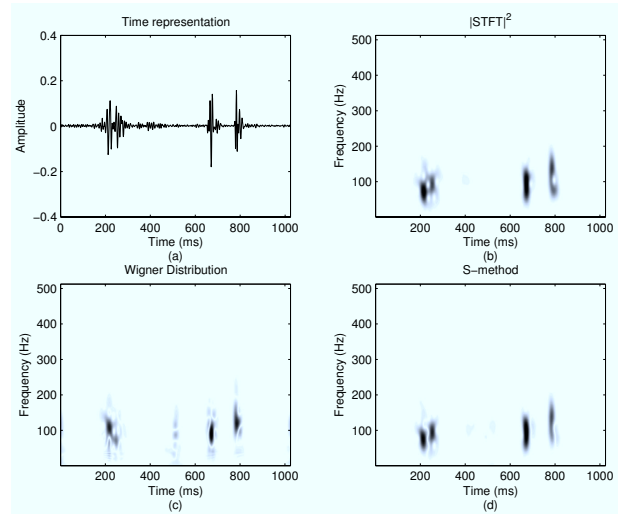 Time representation
0.4
0.2
0
−0.2
−0.4
Amplitude
0 200 400 600 800 1000
Time (ms)
(a)
|STFT|²
500
400
300
200
100
Frequency (Hz)
200 400 600 800 1000
Time (ms)
(b)
Wigner Distribution
500
400
300
200
100
Frequency (Hz)
200 400 600 800 1000
Time (ms)
(c)
S−method
500
400
300
200
100
Frequency (Hz)
200 400 600 800 1000
Time (ms)
(d)